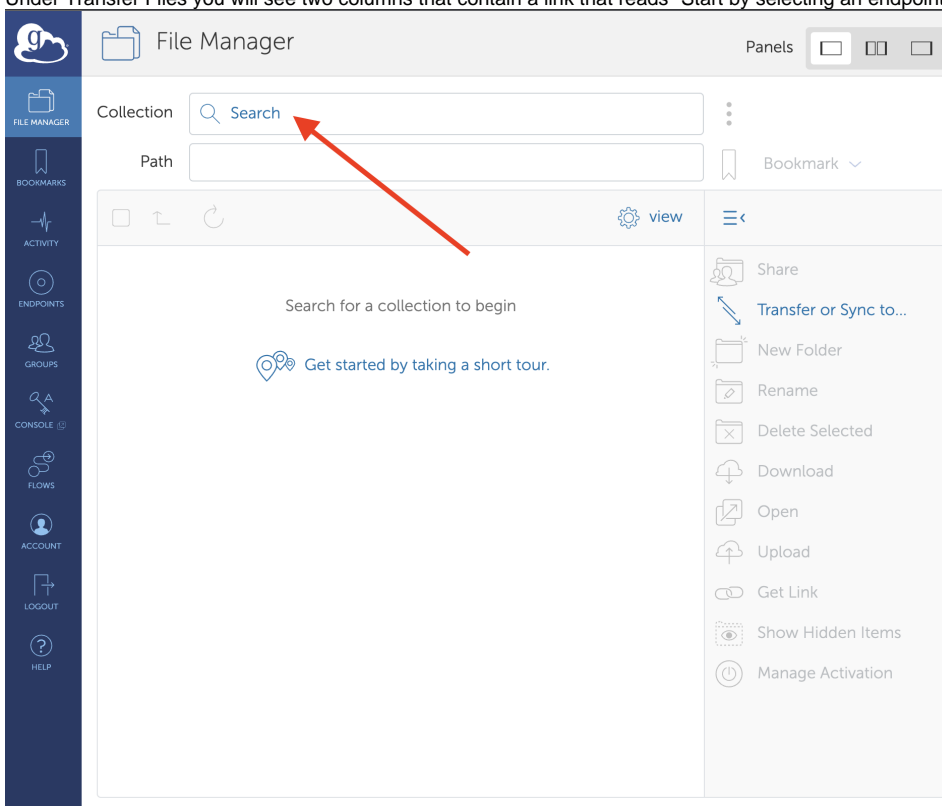 Under Transfer Files you will see two columns that contain a link that reads "Start by selecting an endpoint
g
File Manager
Panels
FILE MANAGER
BOOKMARKS
ACTIVITY
ENDPOINTS
GROUPS
CONSOLE
FLOWS
ACCOUNT
LOGOUT
HELP
Collection Search
Path
Bookmark
view
Search for a collection to begin
Get started by taking a short tour.
Share
Transfer or Sync to...
New Folder
Rename
Delete Selected
Download
Open
Upload
Get Link
Show Hidden Items
Manage Activation